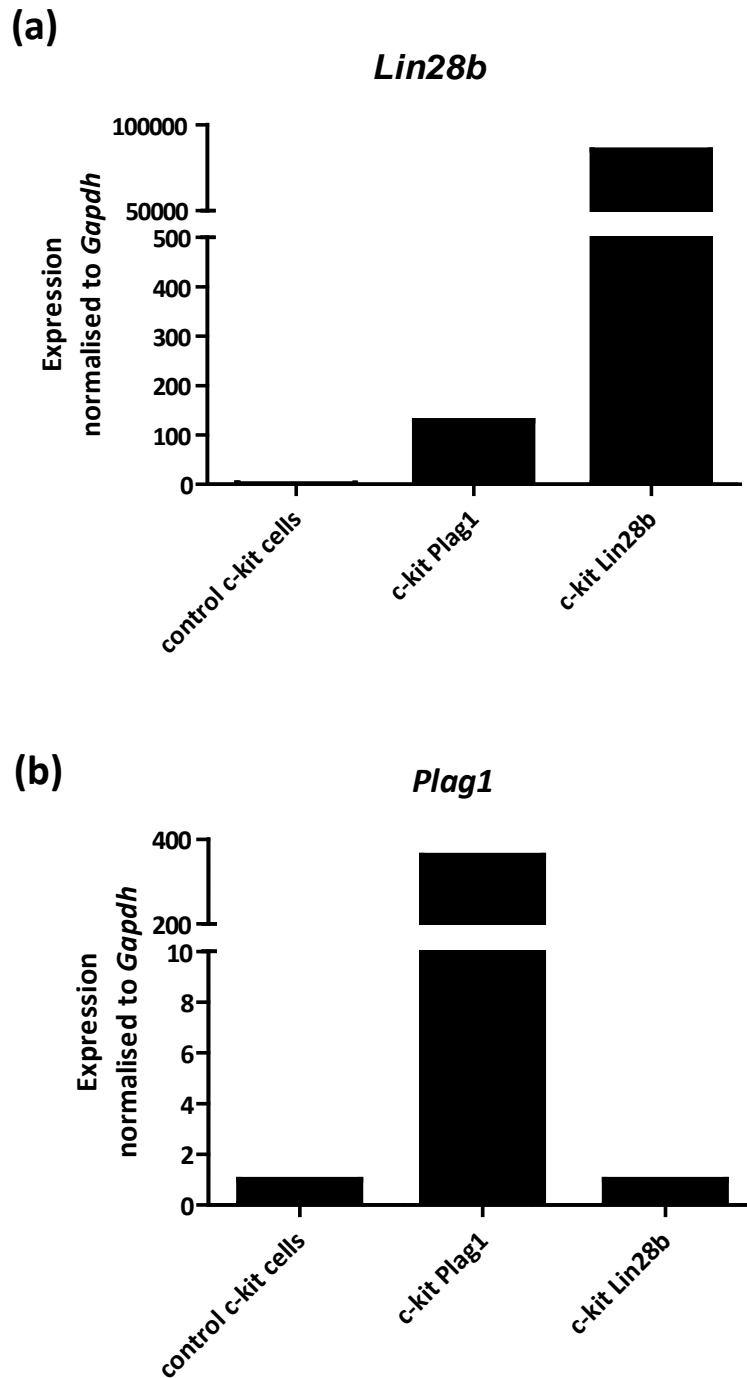 (a)
Lin28b
Expression
normalised to Gapdh
100000
50000
500
400
300
200
100
0
control c-kit cells
c-kit Plag1
c-kit Lin28b
(b)
Plag1
Expression
normalised to Gapdh
400
200
10
8
6
4
2
0
control c-kit cells
c-kit Plag1
c-kit Lin28b